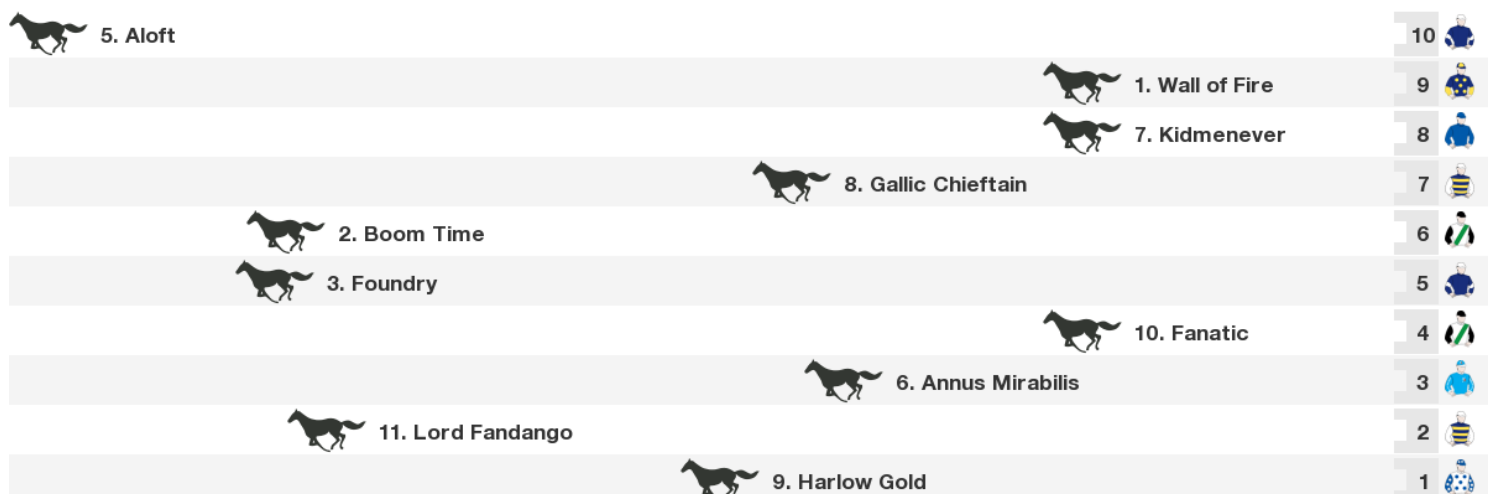 5. Aloft 10
1. Wall of Fire 9
7. Kidmenever 8
8. Gallic Chieftain 7
2. Boom Time 6
3. Foundry 5
10. Fanatic 4
6. Annus Mirabilis 3
11. Lord Fandango 2
9. Harlow Gold 1